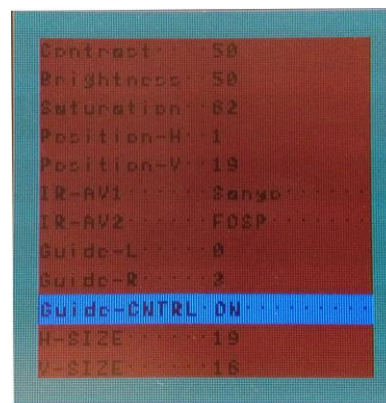 Contrast 50
Brightness 50
Saturation 62
Position-H 1
Position-V 19
IR-AV1 Sanyo
IR-AV2 FOSP
Guide-L 0
Guide-R 2
Guide-CNTRL ON
H-SIZE 19
V-SIZE 16